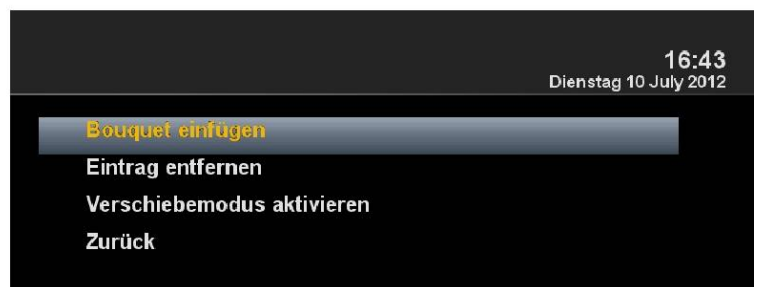 16:43
Dienstag 10 July 2012
Bouquet einfügen
Eintrag entfernen
Verschiebemodus aktivieren
Zurück